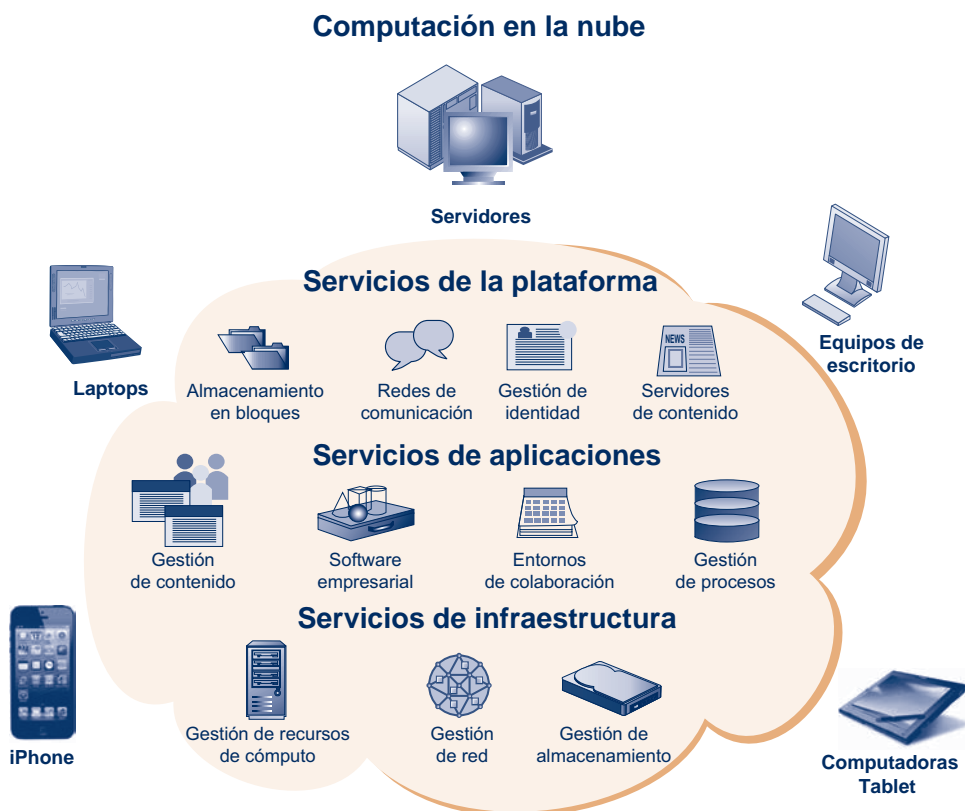 Computación en la nube
Servidores
Servicios de la plataforma
Laptops
Equipos de
escritorio
Almacenamiento
en bloques
Redes de
comunicación
Gestión de
identidad
NEWS
Servidores
de contenido
Servicios de aplicaciones
Gestión
de contenido
Software
empresarial
Entornos
de colaboración
Gestión
de procesos
Servicios de infraestructura
iPhone
Gestión de recursos
de cómputo
Gestión
de red
Gestión de
almacenamiento
Computadoras
Tablet